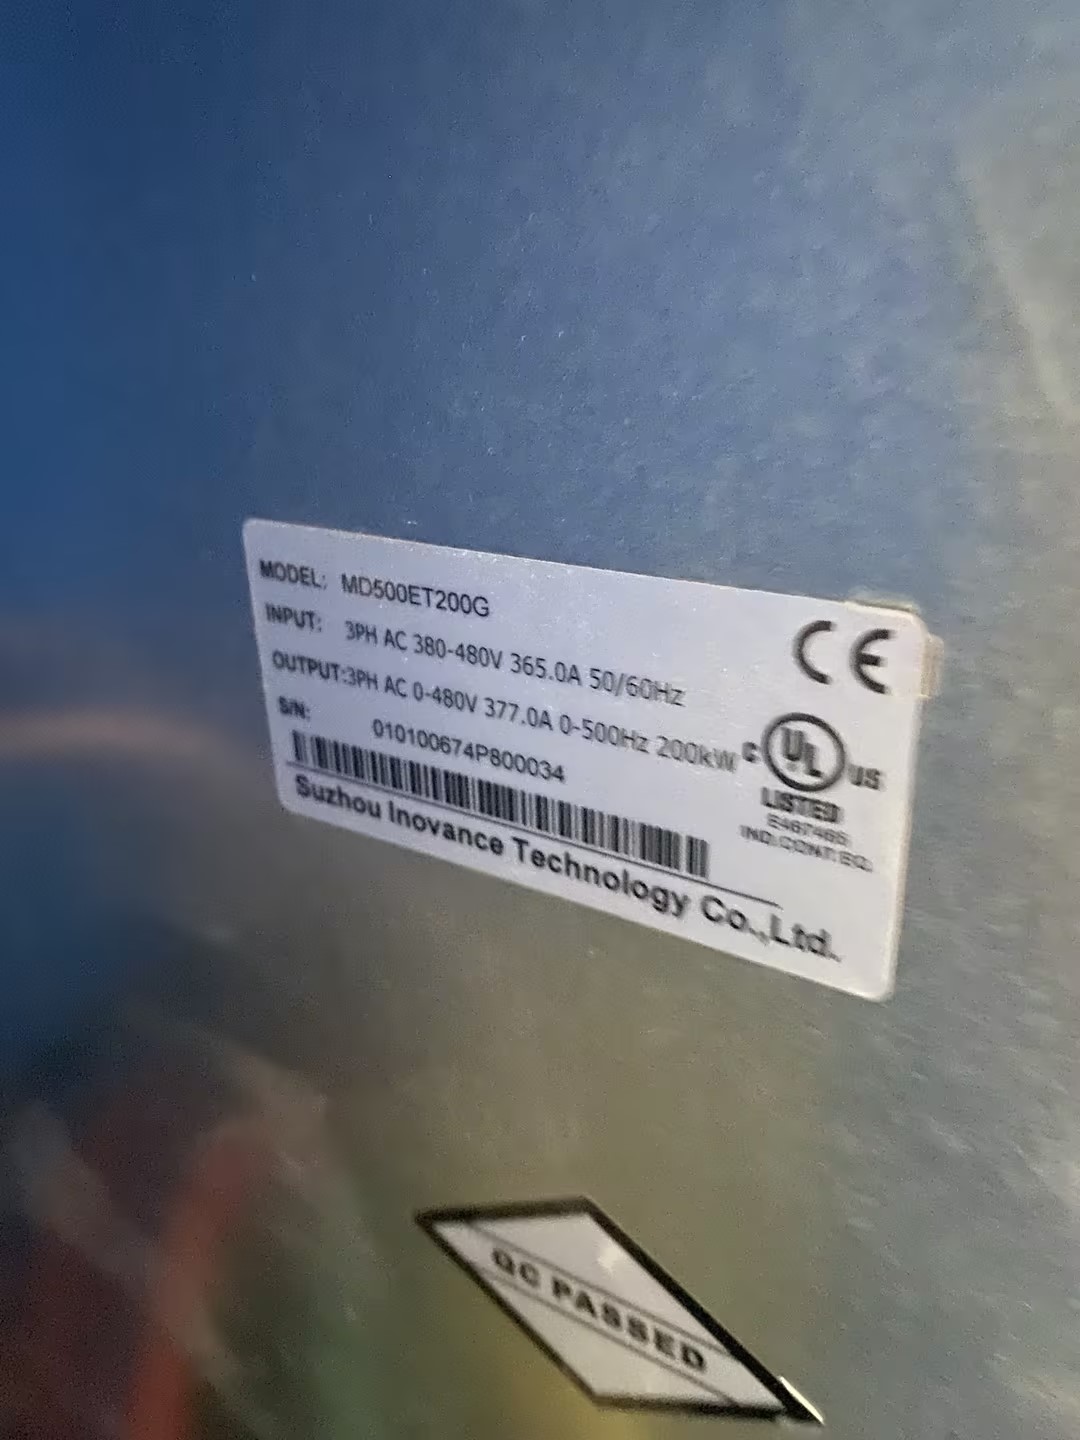 MODEL: MD500ET200G
INPUT: 3PH AC 380-480V 365.0A 50/60Hz
OUTPUT:3PH AC 0-480V 377.0A 0-500Hz 200kW
S/N: 010100674P800034
Suzhou Inovance Technology Co.,Ltd.
CE
C UL US
LISTED
E467465
IND.CONT.EQ.
QC PASSED